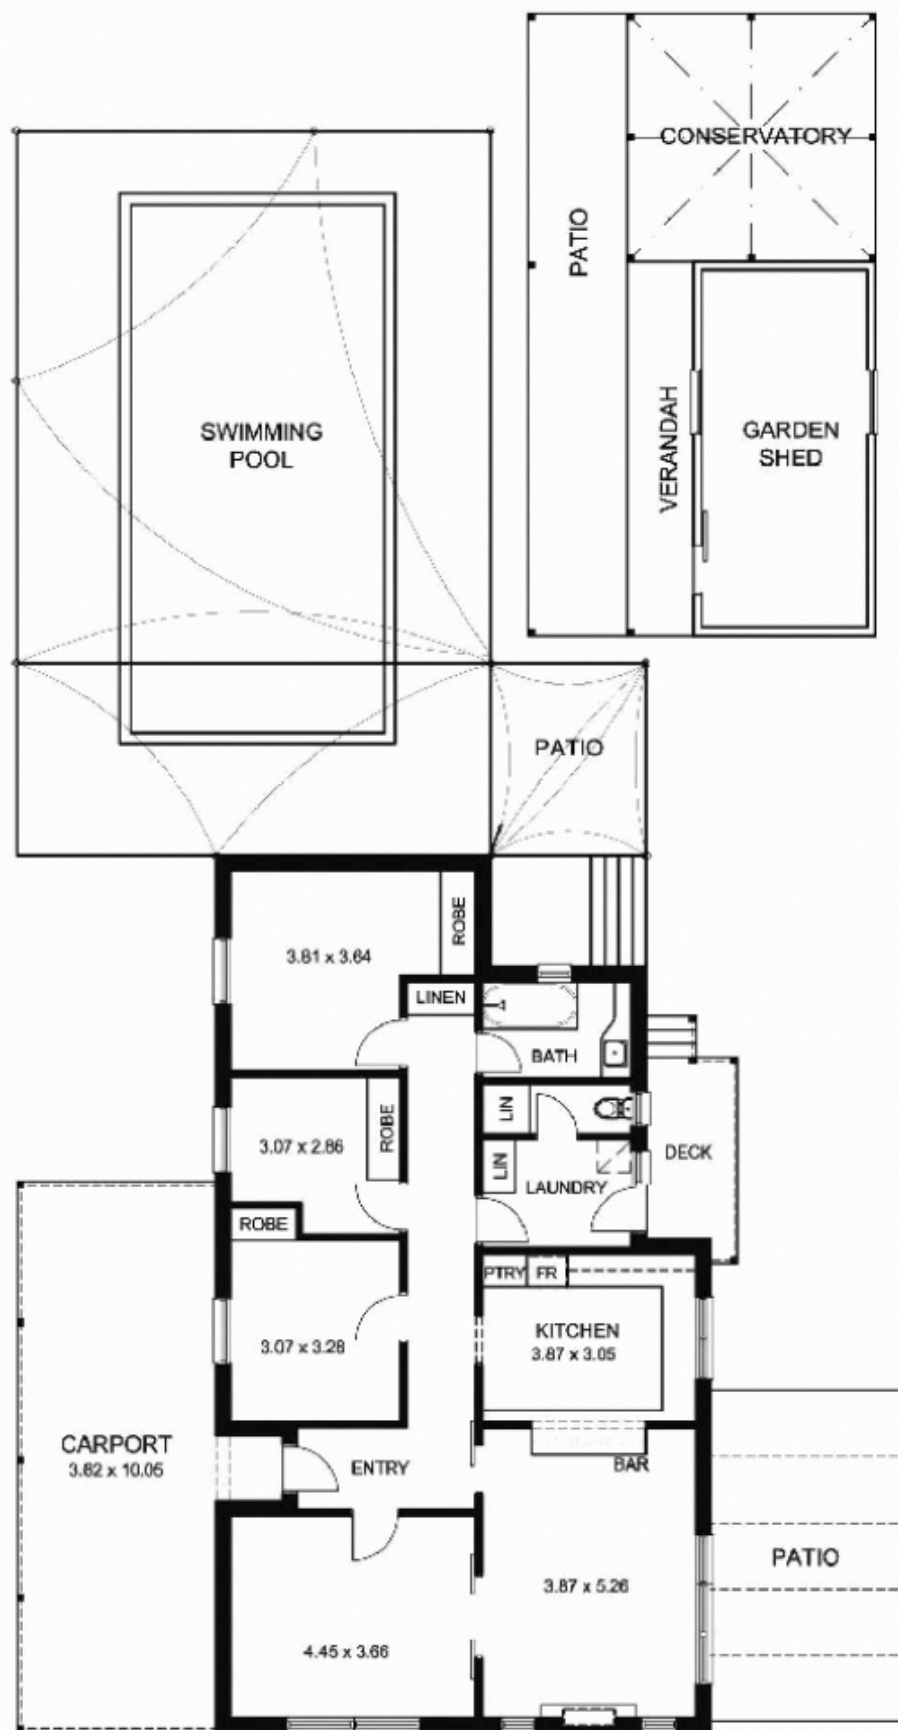 CONSERVATORY
PATIO
SWIMMING
POOL
VERANDAH
GARDEN
SHED
PATIO
ROBE
3.81 x 3.64
LINEN
BATH
ROBE
LIN
3.07 x 2.86
DECK
LIN
LAUNDRY
ROBE
PTRY
FR
KITCHEN
3.87 x 3.05
3.07 x 3.28
CARPORT
3.62 x 10.05
ENTRY
BAR
PATIO
3.87 x 5.26
4.45 x 3.66